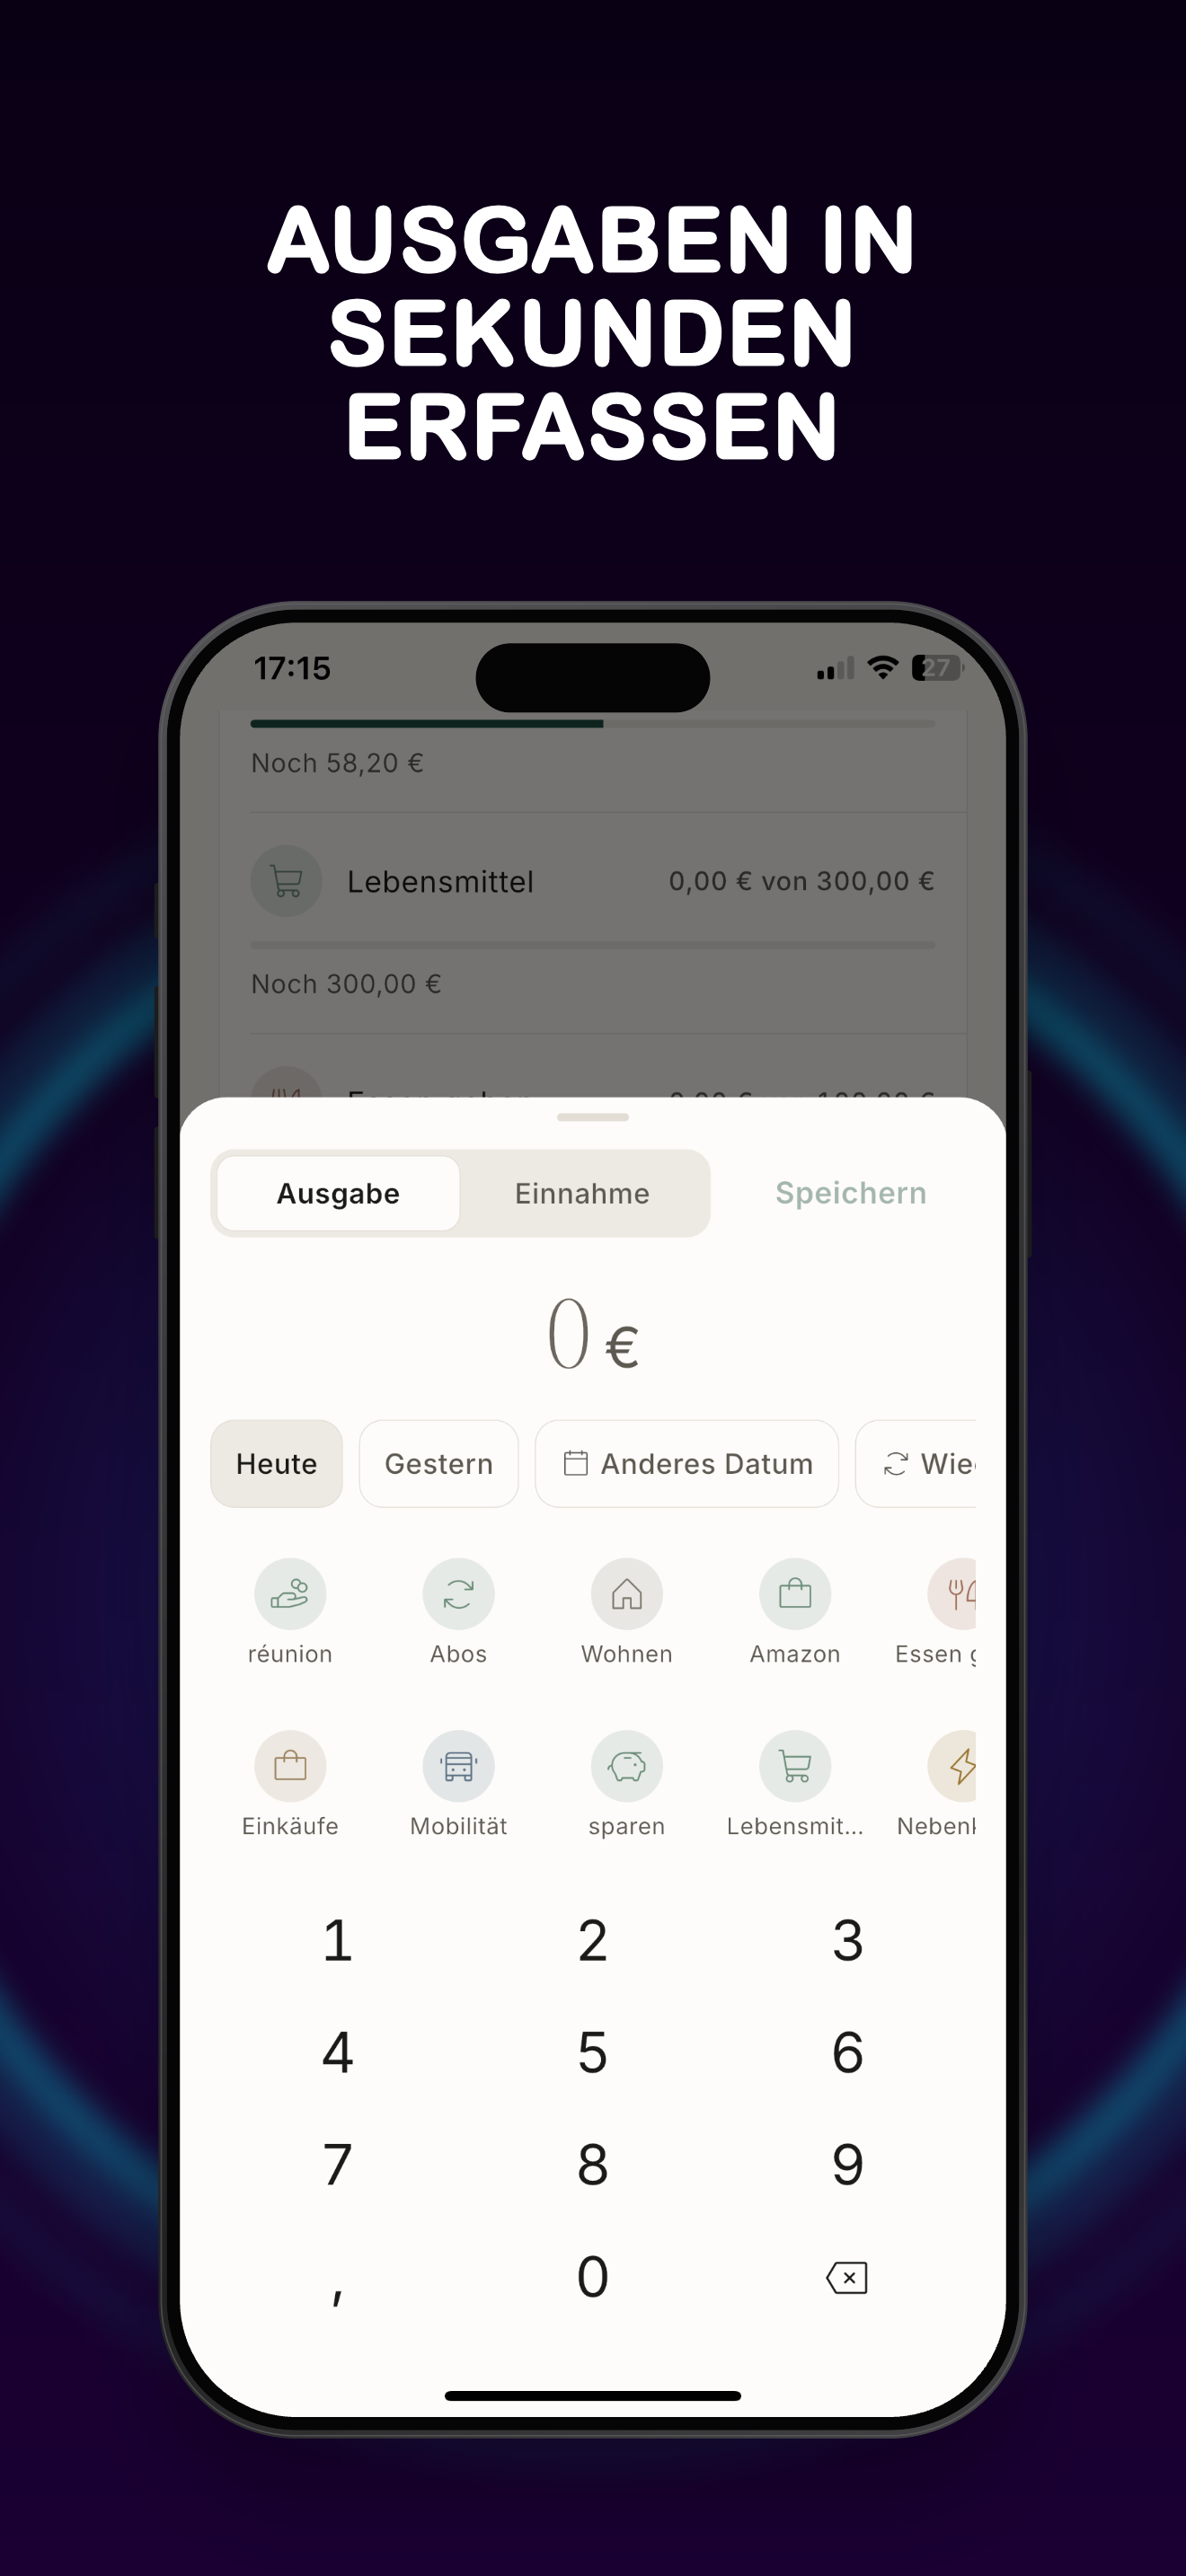 AUSGABEN IN
SEKUNDEN
ERFASSEN
17:15
27
Noch 58,20 €
Lebensmittel
0,00 € von 300,00 €
Noch 300,00 €
Ausgabe
Einnahme
Speichern
0 €
Heute
Gestern
Anderes Datum
réunion
Abos
Wohnen
Amazon
Essen
Einkäufe
Mobilität
sparen
Lebensmit...
1
2
3
4
5
6
7
8
9
,
0